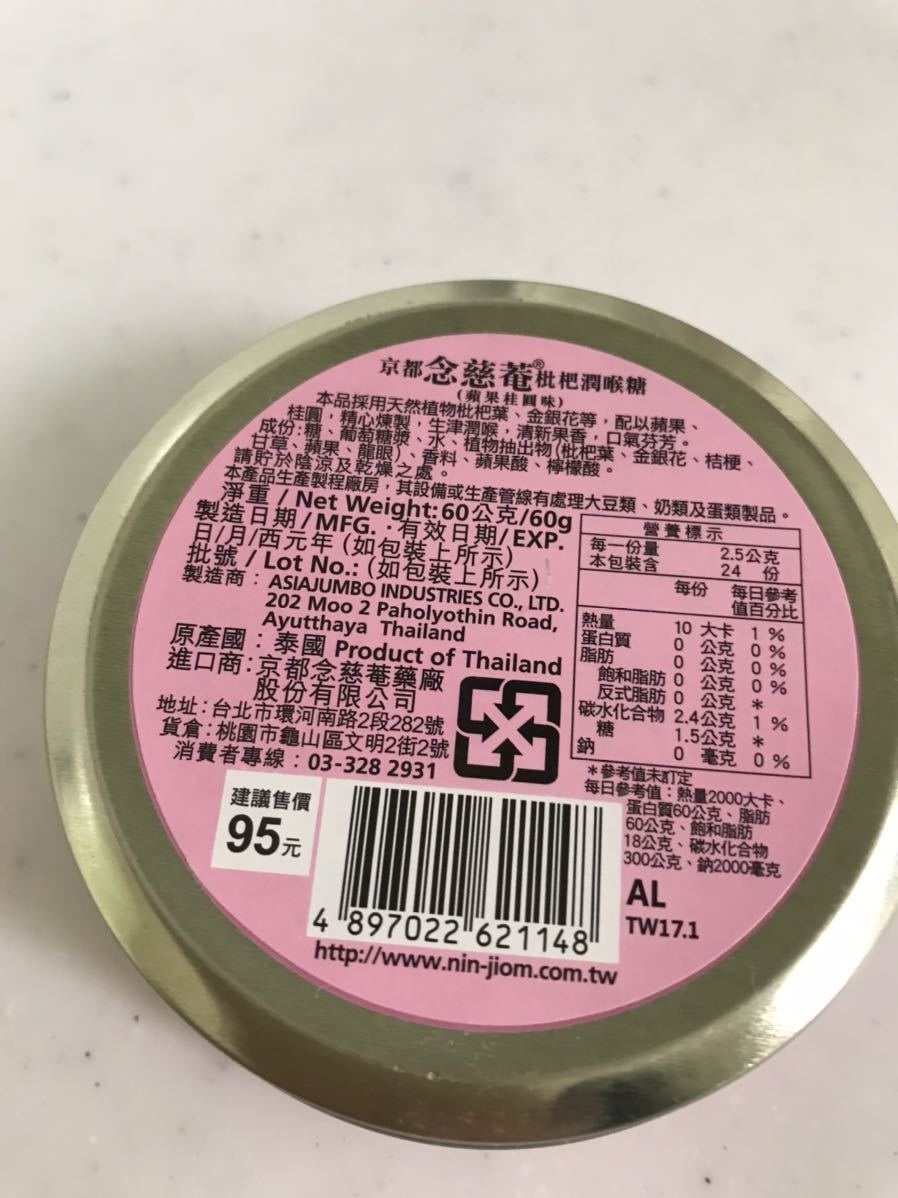 京都念慈菴®枇杷潤喉糖
(蘋果桂圓味)
本品採用天然植物枇杷葉、金銀花等，配以蘋果、
桂圓，精心煉製，生津潤喉，清新果香，口氣芬芳。
成份:糖、葡萄糖漿、水、植物抽出物(枇杷葉、金銀花、桔梗、
甘草、蘋果、龍眼)、香料、蘋果酸、檸檬酸。
請貯於陰涼及乾燥之處。
本產品生產製程廠房，其設備或生產管線有處理大豆類、奶類及蛋類製品。
淨重/Net Weight:60公克/60g
製造日期/MFG.·有效日期/EXP.
日/月/西元年 (如包裝上所示)
批號/Lot No.: (如包裝上所示)
製造商：ASIAJUMBO INDUSTRIES CO., LTD.
202 Moo 2 Paholyothin Road,
Ayutthaya Thailand
原產國：泰國 Product of Thailand
進口商:京都念慈菴藥廠
股份有限公司
地址:台北市環河南路2段282號
貨倉:桃園市龜山區文明2街2號
消費者專線：03-328 2931
營養標示
每一份量 2.5公克
本包裝含 24 份
每份 每日參考
值百分比
熱量 10 大卡 1 %
蛋白質 0 公克 0 %
脂肪 0 公克 0 %
飽和脂肪 0 公克 0 %
反式脂肪 0 公克 *
碳水化合物 2.4公克 1 %
糖 1.5公克 *
鈉 0 毫克 0 %
*參考值未訂定
每日參考值：熱量2000大卡、
蛋白質60公克、脂肪
60公克、飽和脂肪
18公克、碳水化合物
300公克、鈉2000毫克
建議售價
95元
AL
TW17.1
4 897022 621148
http://www.nin-jiom.com.tw